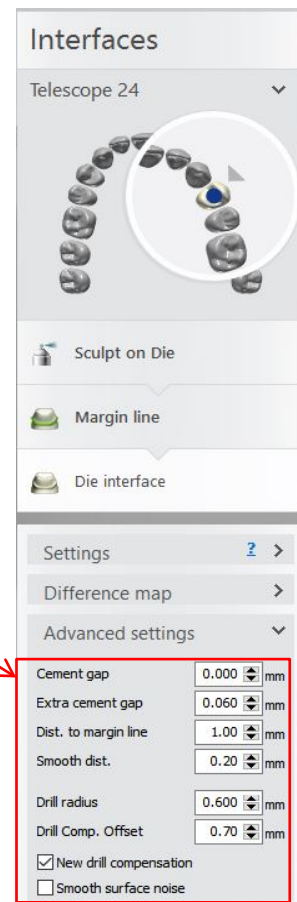 Interfaces
Telescope 24
Sculpt on Die
Margin line
Die interface
Settings ?
Difference map
Advanced settings
Cement gap 0.000 mm
Extra cement gap 0.060 mm
Dist. to margin line 1.00 mm
Smooth dist. 0.20 mm
Drill radius 0.600 mm
Drill Comp. Offset 0.70 mm
New drill compensation
Smooth surface noise